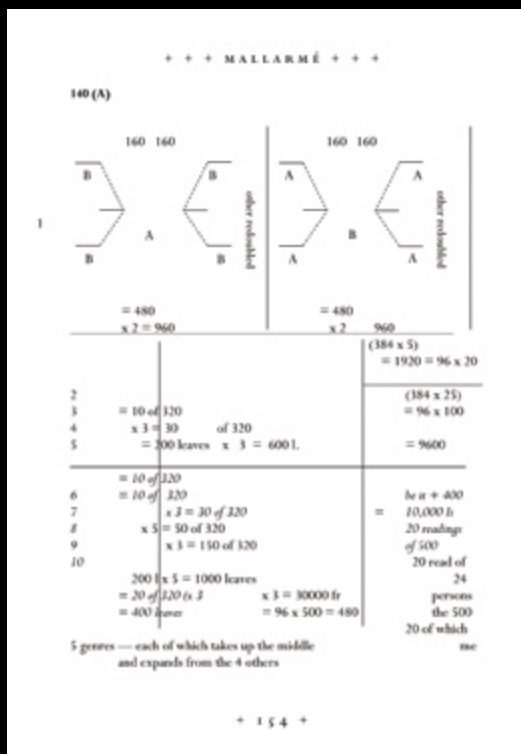 + + + MALLARMÉ + + +
140 (A)
160 160 160 160
B B A A
other redoubled other redoubled
1 A B
B B A A
= 480 = 480
x 2 = 960 x 2 960
(384 x 5)
= 1920 = 96 x 20
2 (384 x 25)
3 = 10 of 320 = 96 x 100
4 x 3 = 30 of 320
5 = 200 leaves x 3 = 600 l. = 9600
= 10 of 320
6 = 10 of 320 be it + 400
7 x 3 = 30 of 320 = 10,000 fr
8 x 5 = 50 of 320 20 readings
9 x 3 = 150 of 320 of 500
10 20 read of
200 l x 5 = 1000 leaves 24
= 20 of 320 (x 3 x 3 = 30000 fr persons
= 400 leaves = 96 x 500 = 480 the 500
20 of which
5 genres — each of which takes up the middle me
and expands from the 4 others
+ 154 +